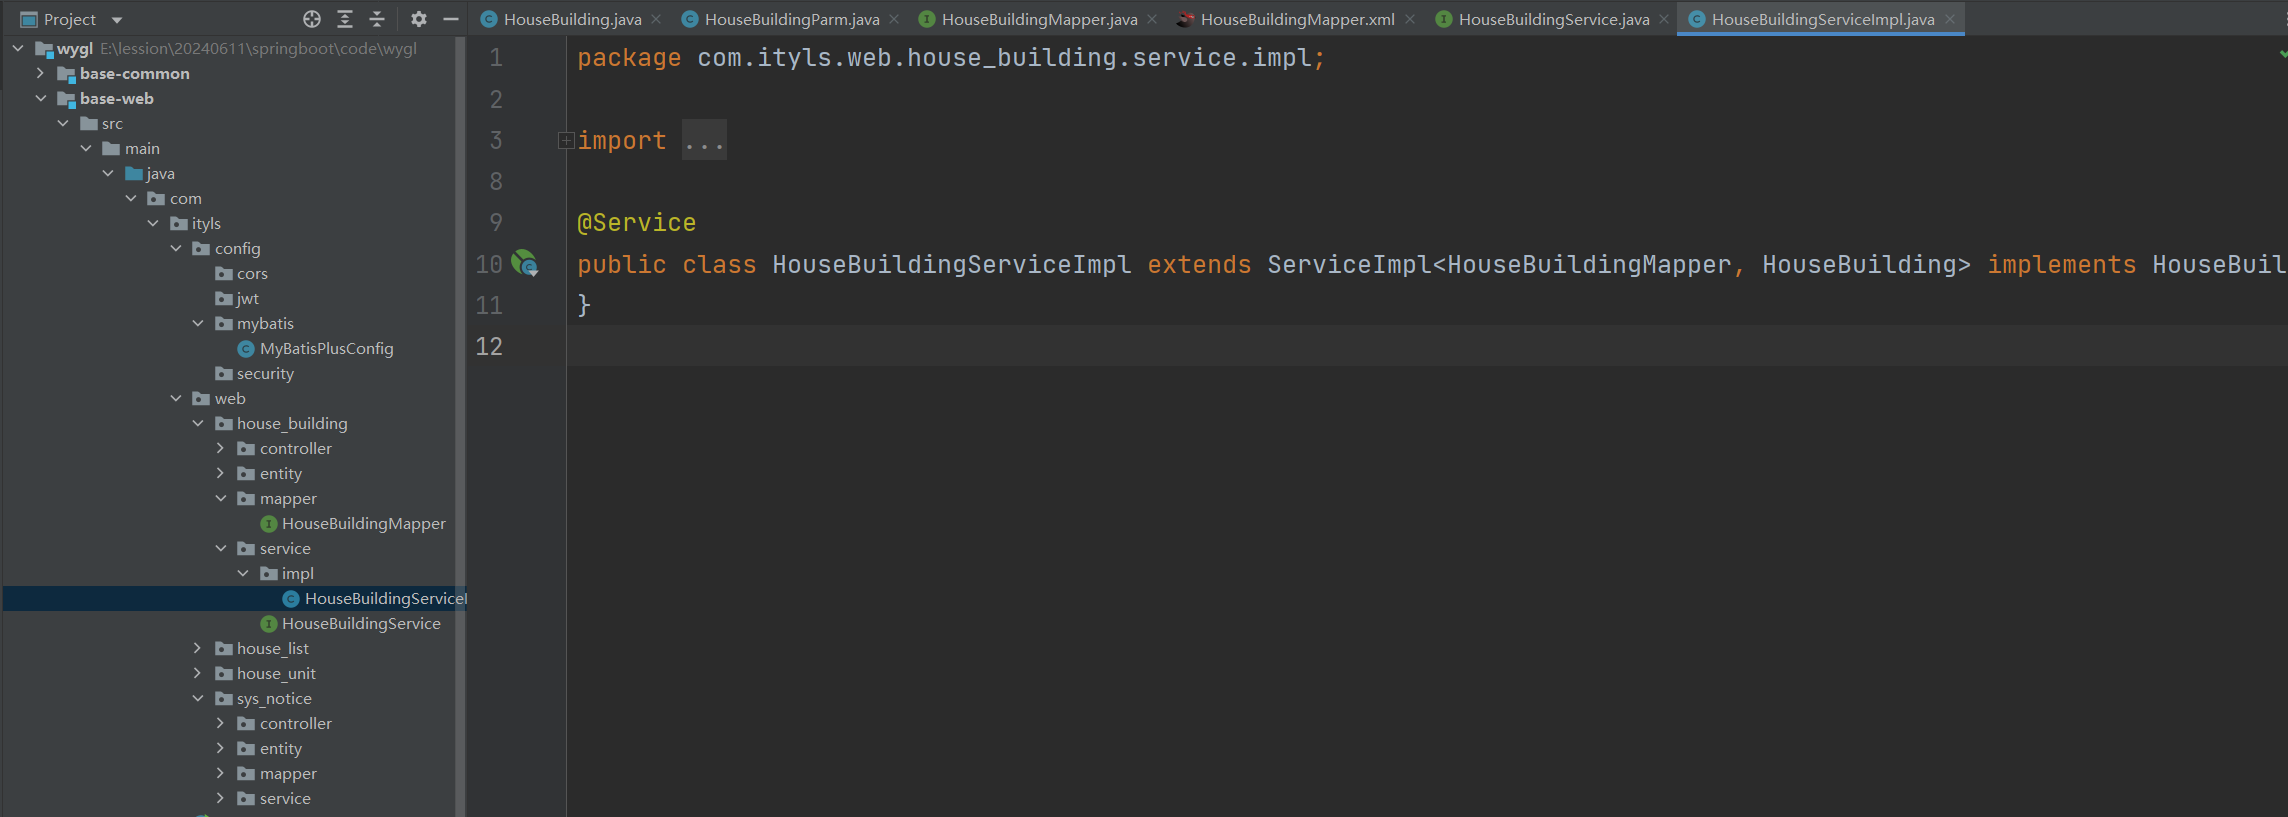 Project
HouseBuilding.java
HouseBuildingParm.java
HouseBuildingMapper.java
HouseBuildingMapper.xml
HouseBuildingService.java
HouseBuildingServiceImpl.java
wygl E:\lession\20240611\springboot\code\wygl
base-common
base-web
src
main
java
com
ityls
config
cors
jwt
mybatis
MyBatisPlusConfig
security
web
house_building
controller
entity
mapper
HouseBuildingMapper
service
impl
HouseBuildingServiceI
HouseBuildingService
house_list
house_unit
sys_notice
controller
entity
mapper
service
1 package com.ityls.web.house_building.service.impl;
2
3 import ...
8
9 @Service
10 public class HouseBuildingServiceImpl extends ServiceImpl<HouseBuildingMapper, HouseBuilding> implements HouseBuil
11 }
12